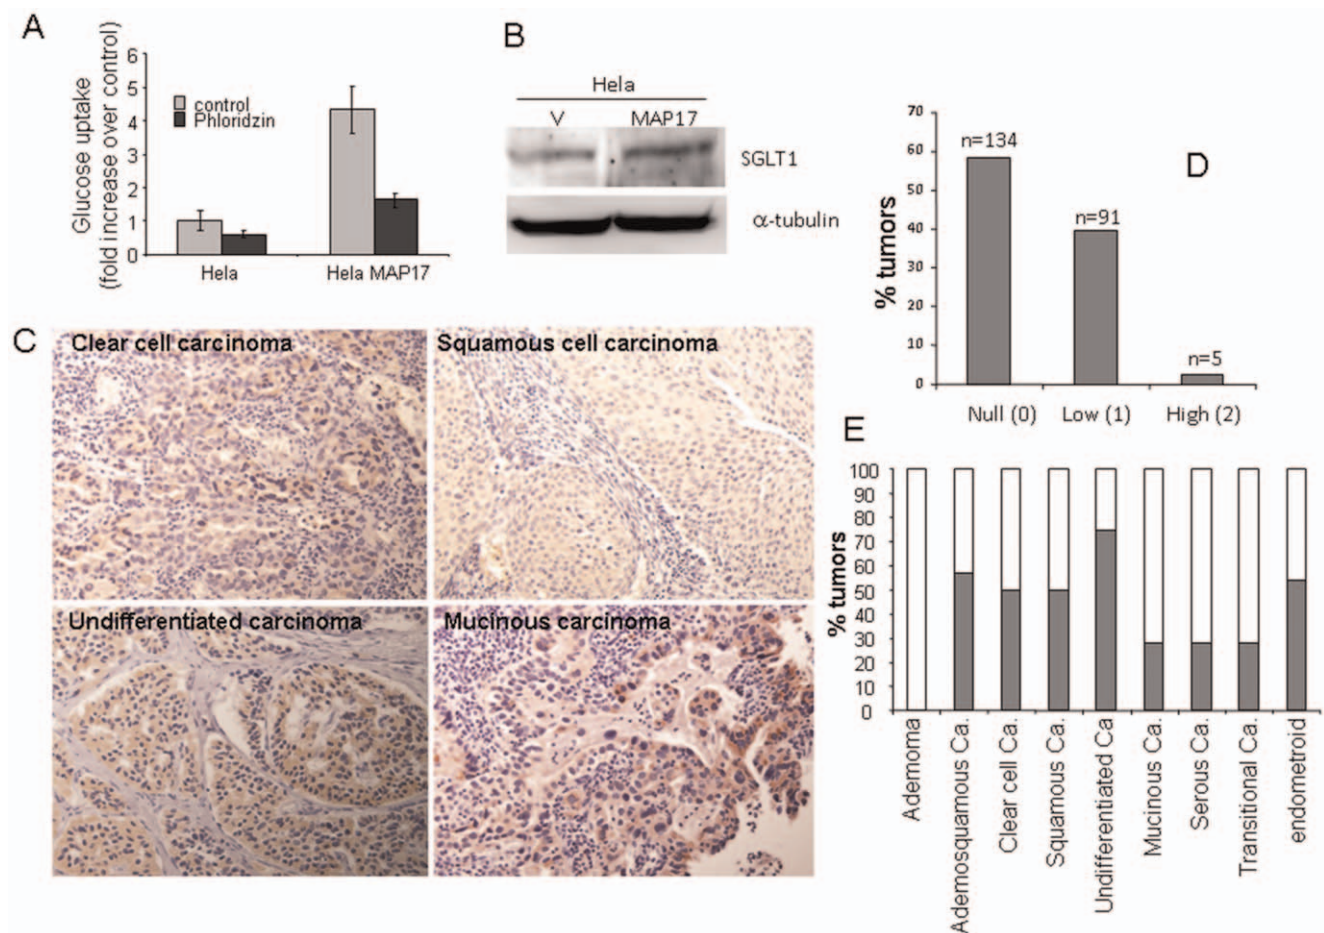 A
Glucose uptake
(fold increase over control)
6
5
4
3
2
1
0
control
Phloridzin
Hela
Hela MAP17
B
Hela
V MAP17
SGLT1
α-tubulin
D
% tumors
60
50
40
30
20
10
0
n=134
n=91
n=5
Null (0) Low (1) High (2)
C
Clear cell carcinoma
Squamous cell carcinoma
Undifferentiated carcinoma
Mucinous carcinoma
E
% tumors
100
90
80
70
60
50
40
30
20
10
0
Ademoma
Ademosquamous Ca.
Clear cell Ca.
Squamous Ca.
Undifferentiated Ca
Mucinous Ca.
Serous Ca.
Transitional Ca.
endometroid